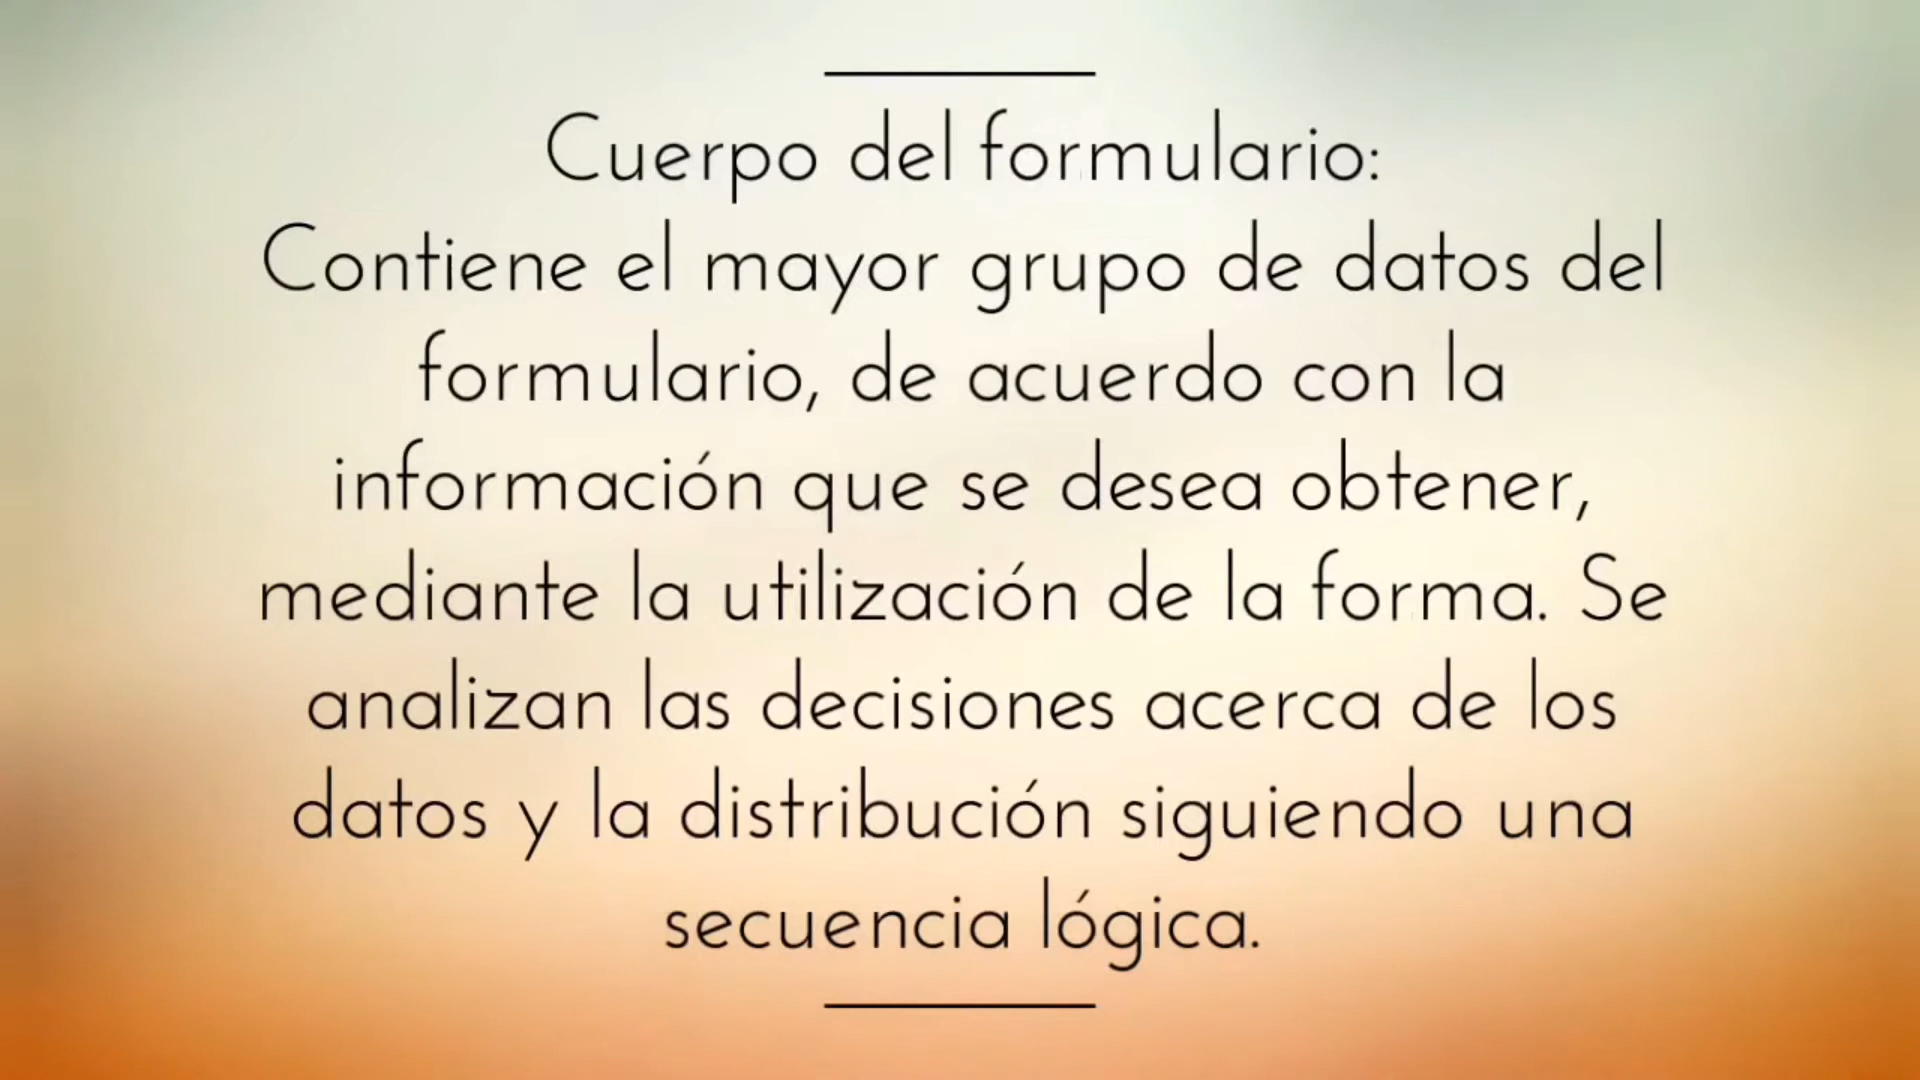 Cuerpo del formulario:
Contiene el mayor grupo de datos del
formulario, de acuerdo con la
información que se desea obtener,
mediante la utilización de la forma. Se
analizan las decisiones acerca de los
datos y la distribución siguiendo una
secuencia lógica.